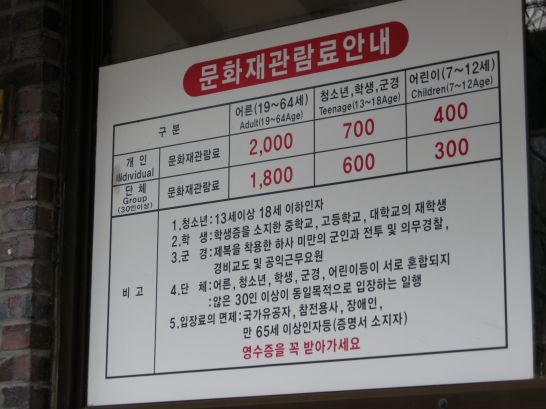 문화재관람료안내
구 분 어른(19~64세) 청소년,학생,군경 어린이(7~12세)
Adult(19~64Age) Teenage(13~18Age) Children(7~12Age)
개 인 Individual 문화재관람료 2,000 700 400
단 체 Group (30인이상) 문화재관람료 1,800 600 300
비 고
1.청소년:13세이상 18세 이하인자
2.학 생:학생증을 소지한 중학교, 고등학교, 대학교의 재학생
3.군 경:제복을 착용한 하사 미만의 군인과 전투 및 의무경찰,
경비교도 및 공익근무요원
4.단 체:어른, 청소년, 학생, 군경, 어린이등이 서로 혼합되지
:않은 30인 이상이 동일목적으로 입장하는 일행
5.입장료의 면제:국가유공자, 참전용사, 장애인,
만 65세 이상인자등(증명서 소지자)
영수증을 꼭 받아가세요